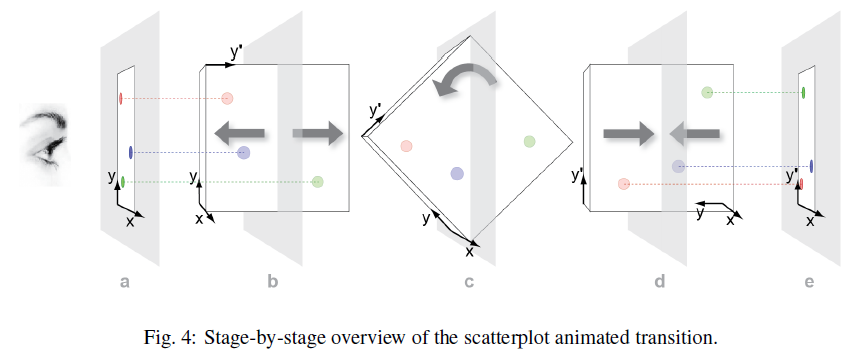 y'
y'
y
y
y'
y'
x
x
y
x
y
x
x
a
b
c
d
e
Fig. 4: Stage-by-stage overview of the scatterplot animated transition.